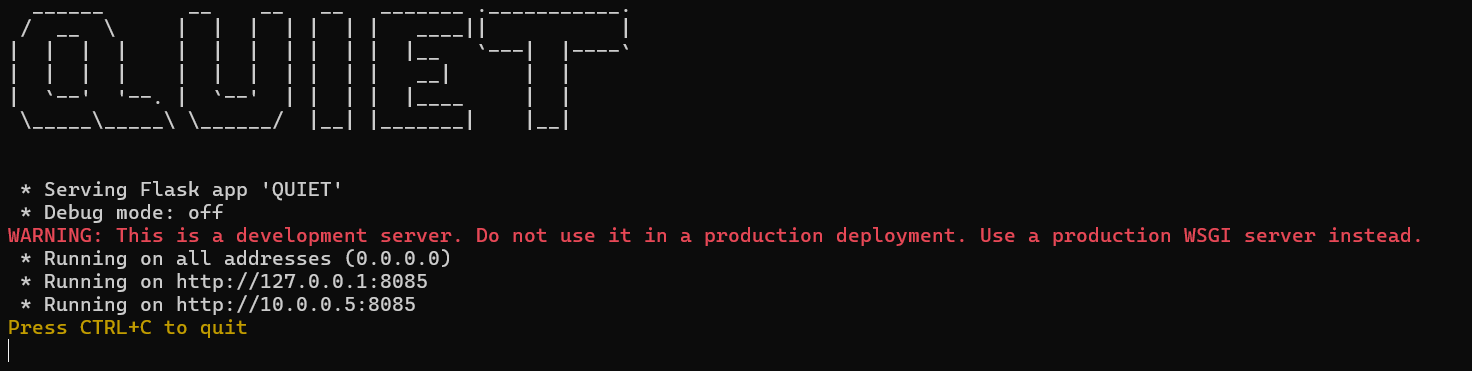 QUIET
* Serving Flask app 'QUIET'
* Debug mode: off
WARNING: This is a development server. Do not use it in a production deployment. Use a production WSGI server instead.
* Running on all addresses (0.0.0.0)
* Running on http://127.0.0.1:8085
* Running on http://10.0.0.5:8085
Press CTRL+C to quit